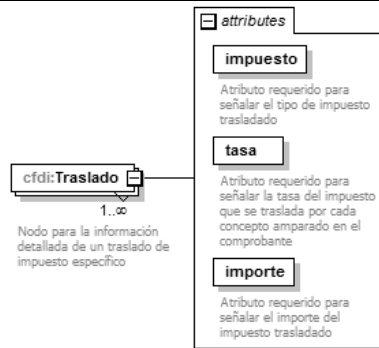 attributes
impuesto
Atributo requerido para
señalar el tipo de impuesto
trasladado
tasa
Atributo requerido para
señalar la tasa del impuesto
que se traslada por cada
concepto amparado en el
comprobante
importe
Atributo requerido para
señalar el importe del
impuesto trasladado
cfdi:Traslado
1..∞
Nodo para la información
detallada de un traslado de
impuesto específico